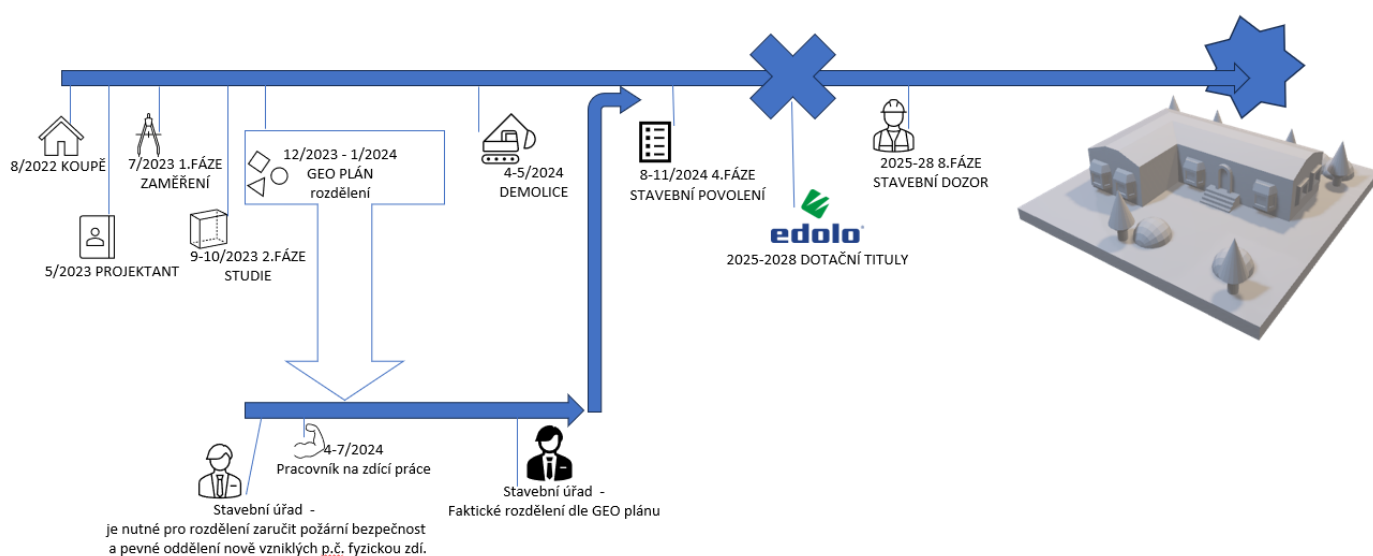 8/2022 KOUPĚ
5/2023 PROJEKTANT
7/2023 1.FÁZE
ZAMĚŘENÍ
9-10/2023 2.FÁZE
STUDIE
12/2023 - 1/2024
GEO PLÁN
rozdělení
4-5/2024
DEMOLICE
8-11/2024 4.FÁZE
STAVEBNÍ POVOLENÍ
edolo
2025-2028 DOTAČNÍ TITULY
2025-28 8.FÁZE
STAVEBNÍ DOZOR
Stavební úřad -
je nutné pro rozdělení zaručit požární bezpečnost
a pevné oddělení nově vzniklých p.č. fyzickou zdí.
4-7/2024
Pracovník na zdící práce
Stavební úřad -
Faktické rozdělení dle GEO plánu